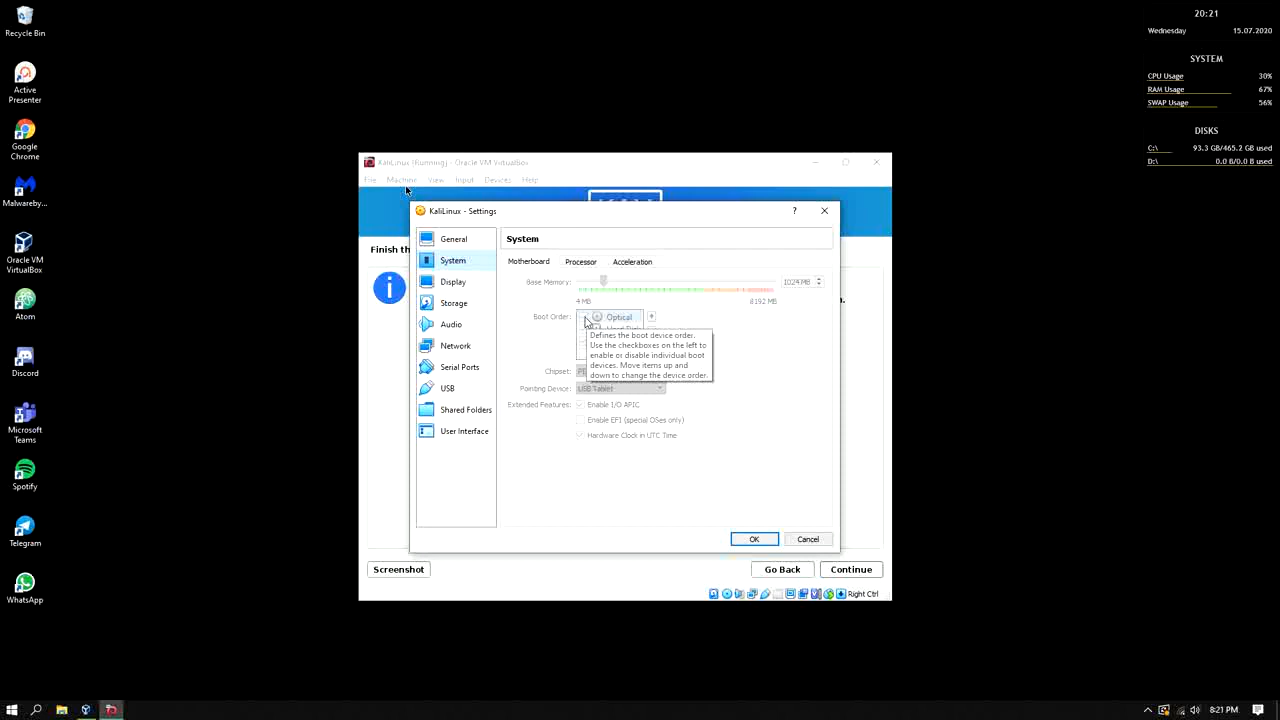 Recycle Bin
Active
Presenter
Google
Chrome
Malwareby...
Oracle VM
VirtualBox
Atom
Discord
Microsoft
Teams
Spotify
Telegram
WhatsApp
20:21
Wednesday 15.07.2020
SYSTEM
CPU Usage 30%
RAM Usage 67%
SWAP Usage 56%
DISKS
C:\ 93.3 GB/465.2 GB used
D:\ 0.0 B/0.0 B used
KaliLinux [Running] - Oracle VM VirtualBox
File Machine View Input Devices Help
Finish th
KaliLinux - Settings
?
General
System
Display
Storage
Audio
Network
Serial Ports
USB
Shared Folders
User Interface
System
Motherboard Processor Acceleration
Base Memory: 1024 MB
4 MB 8192 MB
Boot Order: Optical
Defines the boot device order.
Use the checkboxes on the left to
enable or disable individual boot
devices. Move items up and
down to change the device order.
Chipset:
Pointing Device: USB Tablet
Extended Features: Enable I/O APIC
Enable EFI (special OSes only)
Hardware Clock in UTC Time
OK Cancel
Screenshot Go Back Continue
Right Ctrl
8:21 PM